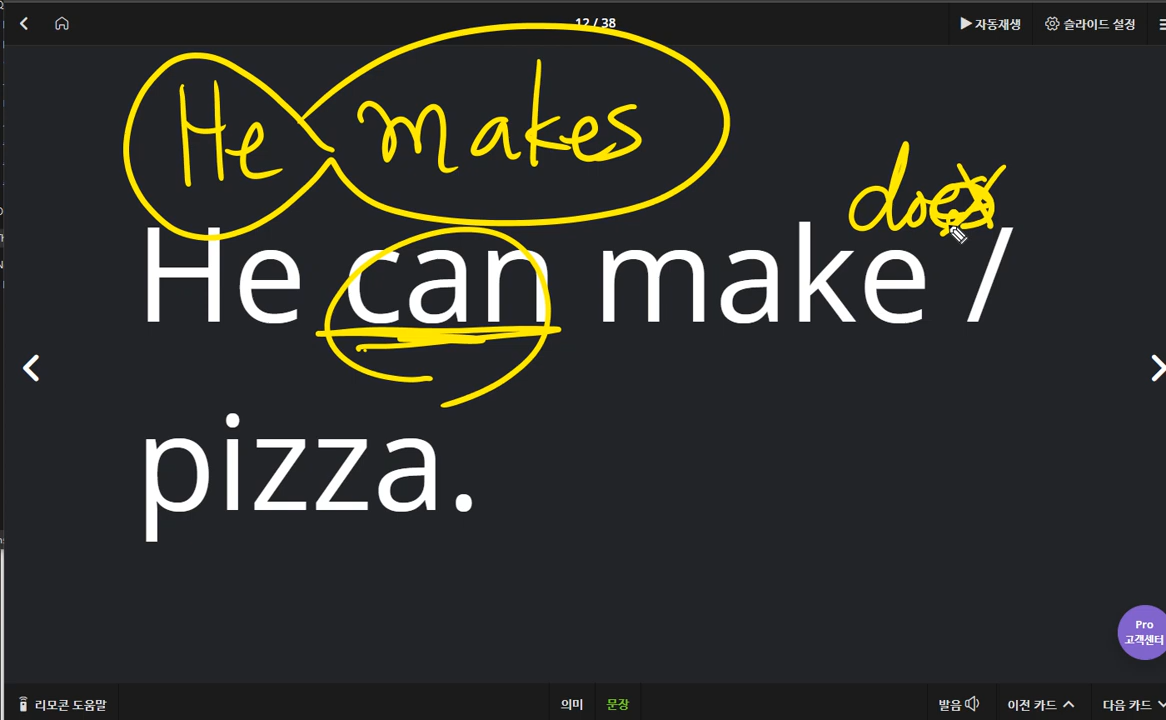 12 / 38
자동재생
슬라이드 설정
He makes
does
He can make /
pizza.
Pro
고객센터
리모콘 도움말
의미
문장
발음
이전 카드
다음 카드